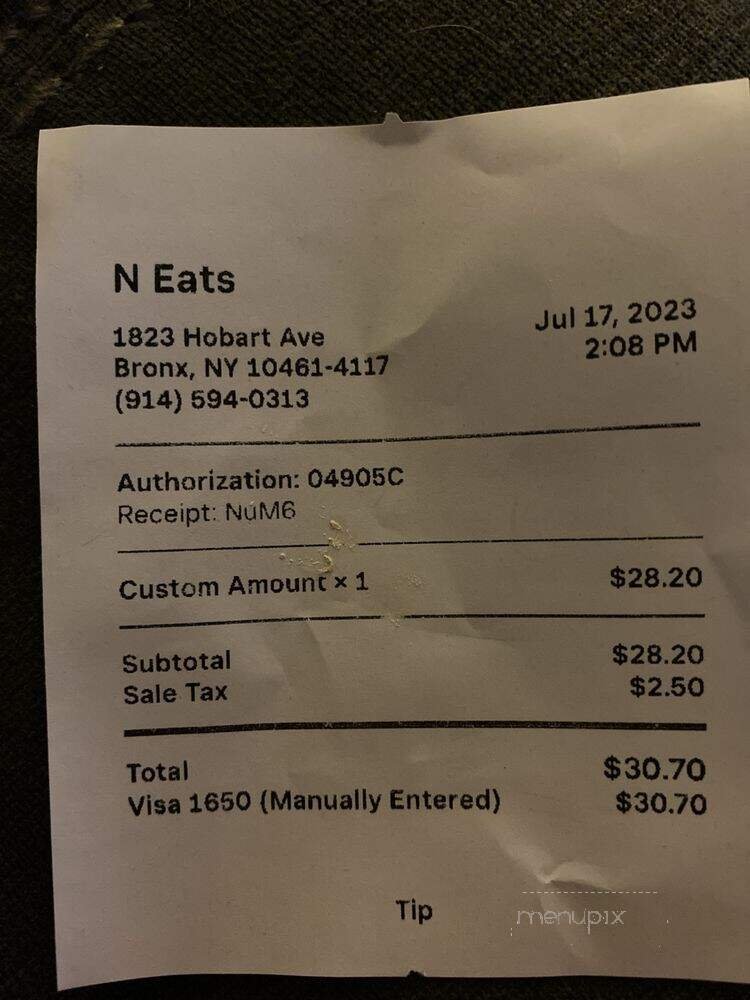 N Eats
1823 Hobart Ave
Bronx, NY 10461-4117
(914) 594-0313
Jul 17, 2023
2:08 PM
Authorization: 04905C
Receipt: NuM6
Custom Amount × 1 $28.20
Subtotal $28.20
Sale Tax $2.50
Total $30.70
Visa 1650 (Manually Entered) $30.70
Tip
menupix